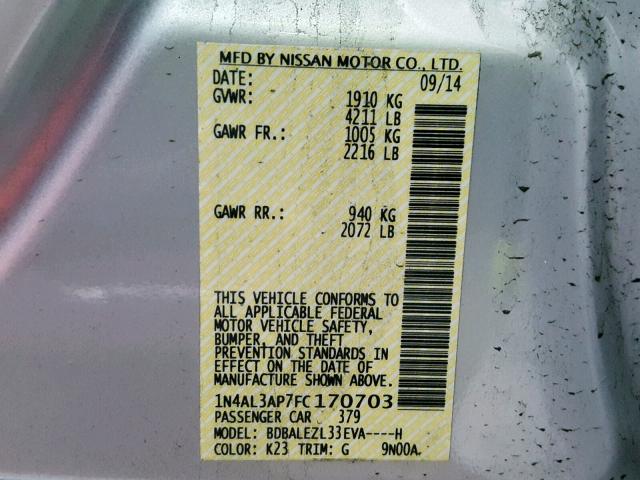 MFD BY NISSAN MOTOR CO., LTD.
DATE: 09/14
GVWR: 1910 KG
4211 LB
GAWR FR.: 1005 KG
2216 LB
GAWR RR.: 940 KG
2072 LB
THIS VEHICLE CONFORMS TO
ALL APPLICABLE FEDERAL
MOTOR VEHICLE SAFETY,
BUMPER, AND THEFT
PREVENTION STANDARDS IN
EFFECT ON THE DATE OF
MANUFACTURE SHOWN ABOVE.
1N4AL3AP7FC170703
PASSENGER CAR 379
MODEL: BDBALEZL33EVA----H
COLOR: K23 TRIM: G 9N00A